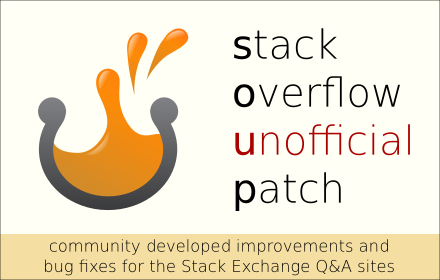 stack
overflow
unofficial
patch
community developed improvements and
bug fixes for the Stack Exchange Q&A sites